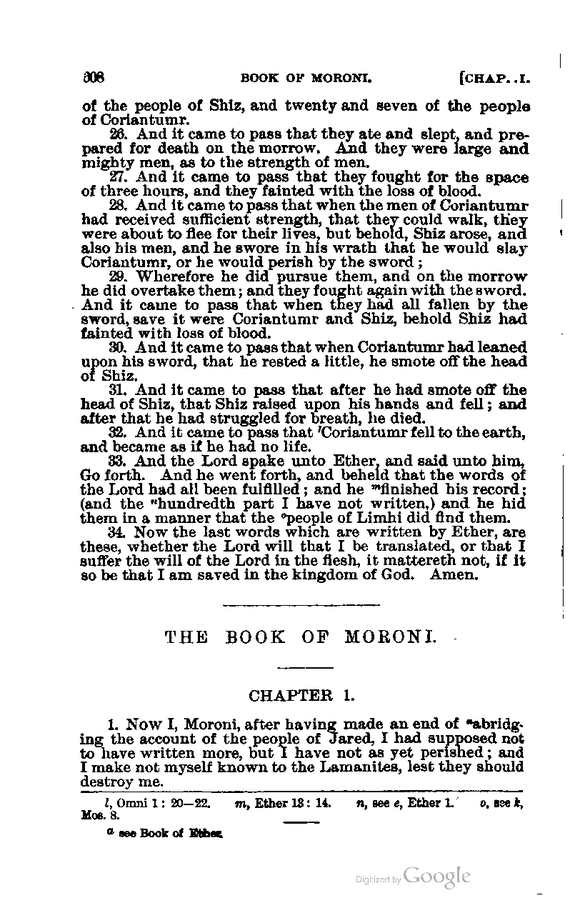 608 BOOK OF MORONI. [CHAP. .I.
of the people of Shiz, and twenty and seven of the people
of Coriantumr.
26. And it came to pass that they ate and slept, and pre-
pared for death on the morrow. And they were large and
mighty men, as to the strength of men.
27. And it came to pass that they fought for the space
of three hours, and they fainted with the loss of blood.
28. And it came to pass that when the men of Coriantumr
had received sufficient strength, that they could walk, they
were about to flee for their lives, but behold, Shiz arose, and
also his men, and he swore in his wrath that he would slay
Coriantumr, or he would perish by the sword ;
29. Wherefore he did pursue them, and on the morrow
he did overtake them; and they fought again with the sword.
And it came to pass that when they had all fallen by the
sword, save it were Coriantumr and Shiz, behold Shiz had
fainted with loss of blood.
30. And it came to pass that when Coriantumr had leaned
upon his sword, that he rested a little, he smote off the head
of Shiz.
31. And it came to pass that after he had smote off the
head of Shiz, that Shiz raised upon his hands and fell ; and
after that he had struggled for breath, he died.
32. And it came to pass that lCoriantumr fell to the earth,
and became as if he had no life.
33. And the Lord spake unto Ether, and said unto him,
Go forth. And he went forth, and beheld that the words of
the Lord had all been fulfilled ; and he mfinished his record;
(and the nhundredth part I have not written,) and he hid
them in a manner that the opeople of Limhi did find them.
34. Now the last words which are written by Ether, are
these, whether the Lord will that I be translated, or that I
suffer the will of the Lord in the flesh, it mattereth not, if it
so be that I am saved in the kingdom of God. Amen.
THE BOOK OF MORONI.
CHAPTER 1.
1. Now I, Moroni, after having made an end of aabridg-
ing the account of the people of Jared, I had supposed not
to have written more, but I have not as yet perished ; and
I make not myself known to the Lamanites, lest they should
destroy me.
l, Omni 1 : 20–22. m, Ether 13 : 14. n, see e, Ether 1. o, see k,
Mos. 8.
a see Book of Ether.
Digitized by Google